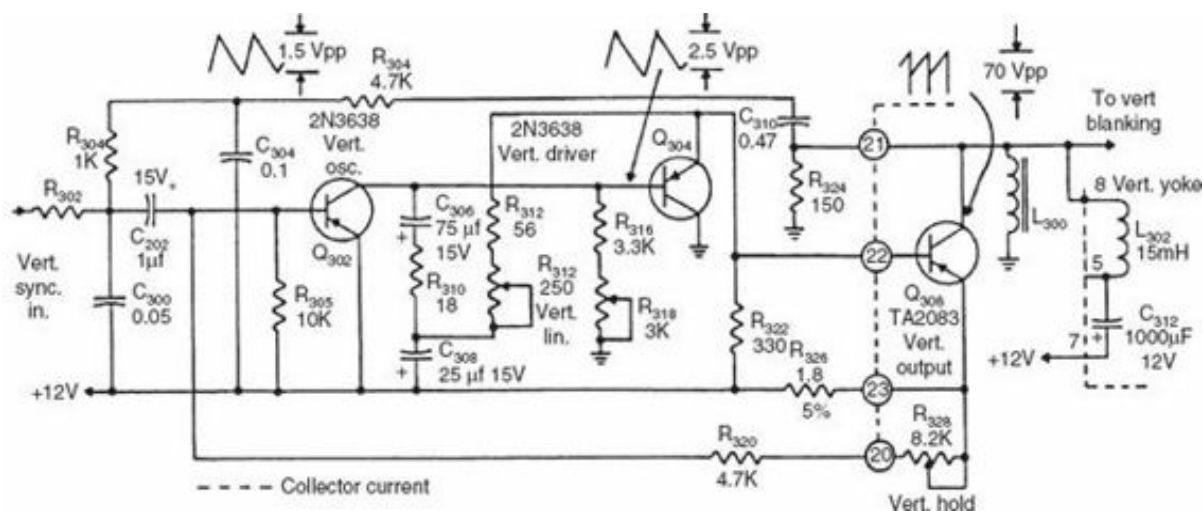 1.5 Vpp
R304
4.7K
2.5 Vpp
70 Vpp
To vert
blanking
R304
1K
C304
0.1
2N3638
Vert.
osc.
2N3638
Vert. driver
Q304
C310
0.47
21
R324
150
L300
8 Vert. yoke
L302
15mH
5
7
C312
1000μF
12V
+12V
R302
15V+
C202
1μf
Q302
C306
75 μf
15V
R310
18
R312
56
R312
250
Vert.
lin.
R316
3.3K
R318
3K
22
Q306
TA2083
Vert.
output
Vert.
sync.
in.
C300
0.05
R305
10K
C308
25 μf 15V
R322
330
R326
1.8
5%
23
+12V
R320
4.7K
20
R328
8.2K
Vert. hold
Collector current